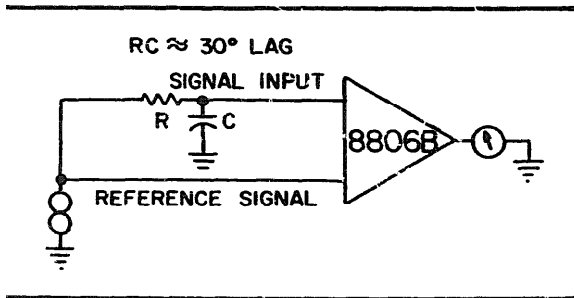 RC ≈ 30° LAG
SIGNAL INPUT
R
C
8806B
REFERENCE SIGNAL